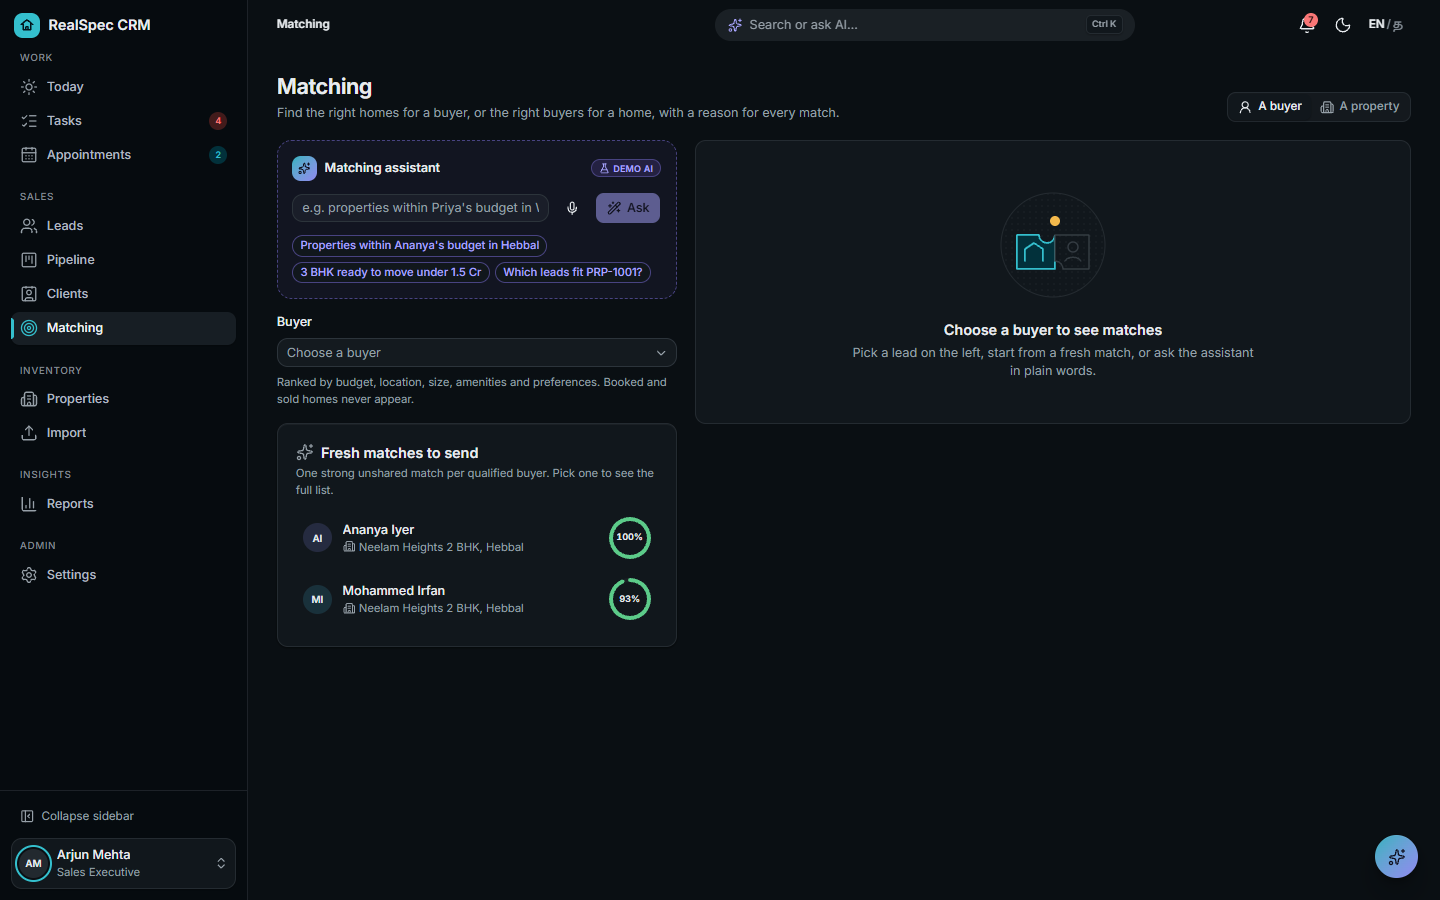 RealSpec CRM
WORK
Today
Tasks
4
Appointments
2
SALES
Leads
Pipeline
Clients
Matching
INVENTORY
Properties
Import
INSIGHTS
Reports
ADMIN
Settings
Collapse sidebar
AM
Arjun Mehta
Sales Executive
Matching
Search or ask AI...
Ctrl K
7
EN / த
Matching
Find the right homes for a buyer, or the right buyers for a home, with a reason for every match.
A buyer
A property
Matching assistant
DEMO AI
e.g. properties within Priya's budget in
Ask
Properties within Ananya's budget in Hebbal
3 BHK ready to move under 1.5 Cr
Which leads fit PRP-1001?
Buyer
Choose a buyer
Ranked by budget, location, size, amenities and preferences. Booked and
sold homes never appear.
Fresh matches to send
One strong unshared match per qualified buyer. Pick one to see the
full list.
AI
Ananya Iyer
Neelam Heights 2 BHK, Hebbal
100%
MI
Mohammed Irfan
Neelam Heights 2 BHK, Hebbal
93%
Choose a buyer to see matches
Pick a lead on the left, start from a fresh match, or ask the assistant
in plain words.